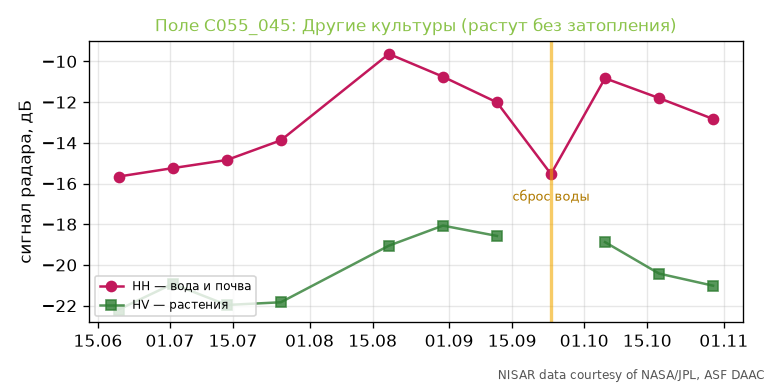 Поле C055_045: Другие культуры (растут без затопления)
сигнал радара, дБ
−10
−12
−14
−16
−18
−20
−22
сброс воды
HH — вода и почва
HV — растения
15.06 01.07 15.07 01.08 15.08 01.09 15.09 01.10 15.10 01.11
NISAR data courtesy of NASA/JPL, ASF DAAC